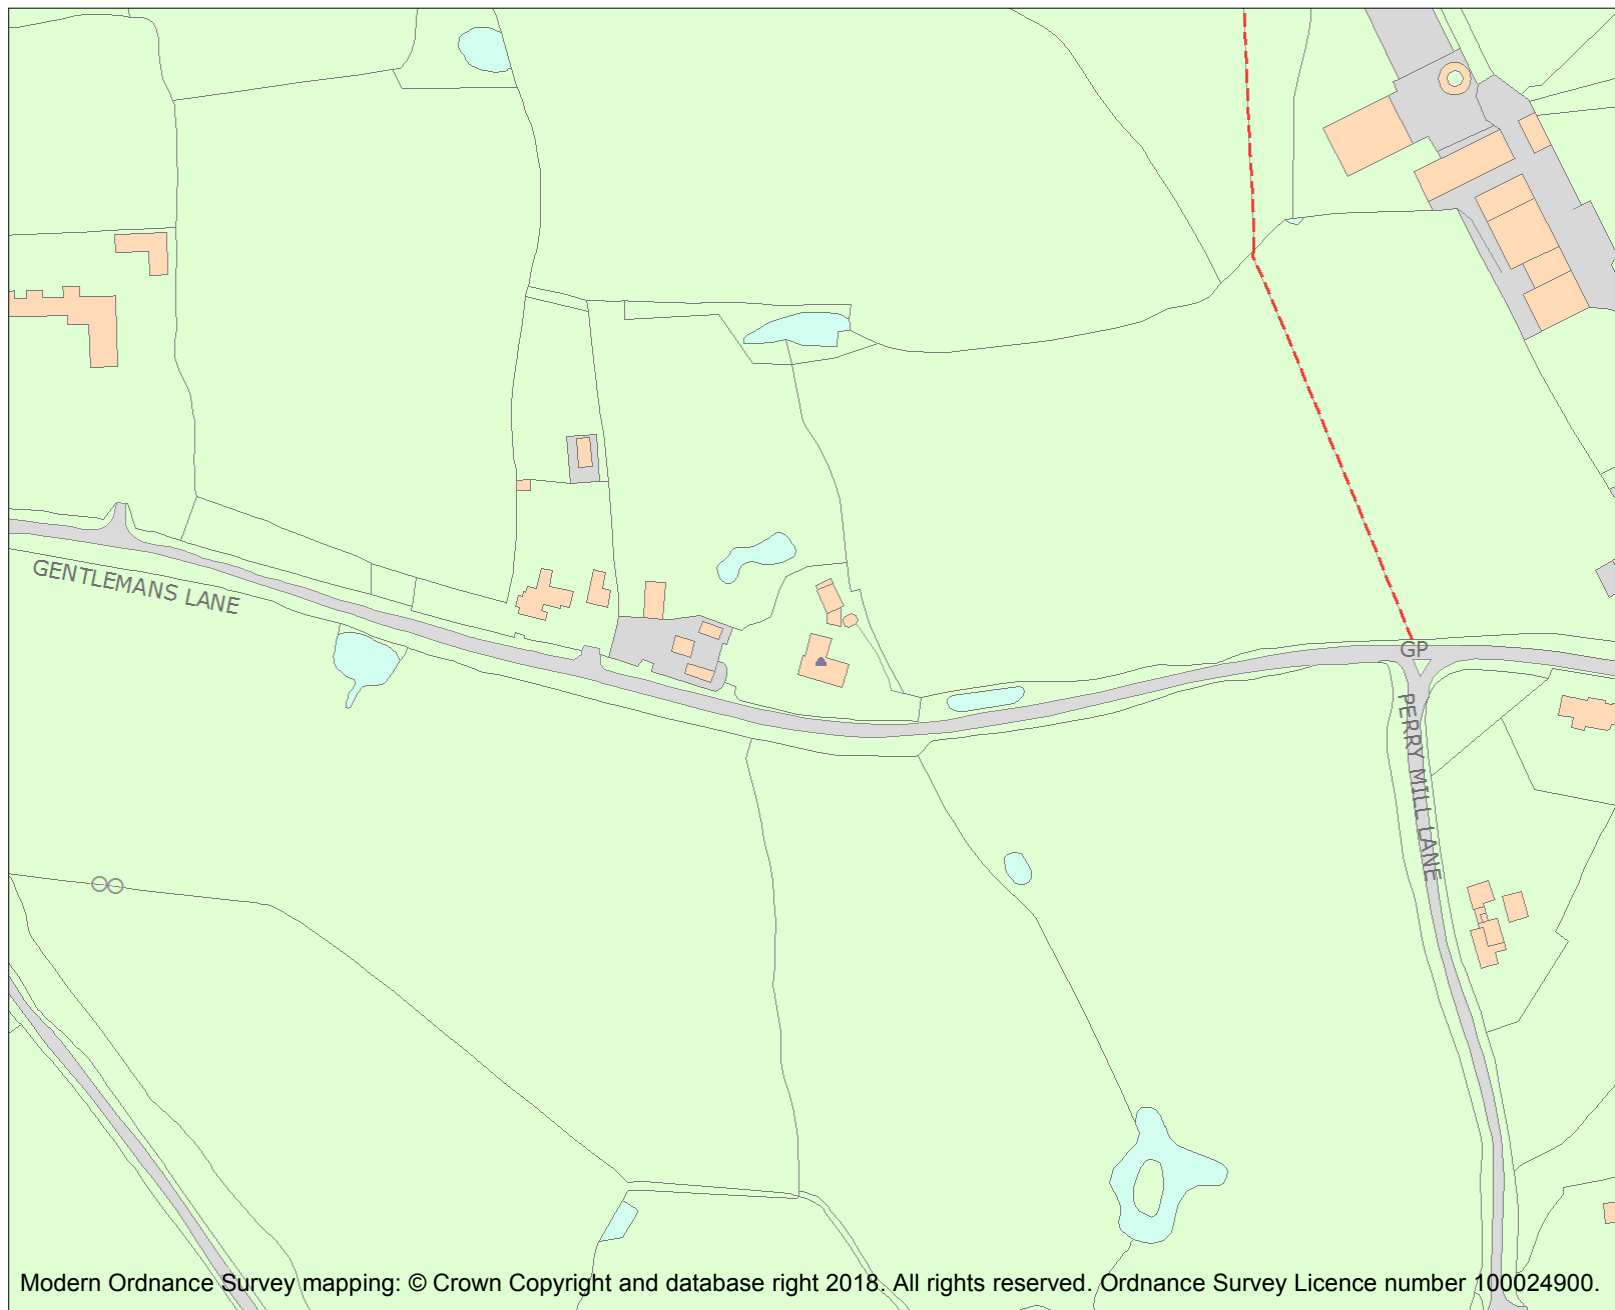 GENTLEMANS LANE
GP
PERRY MILL LANE
Modern Ordnance Survey mapping: © Crown Copyright and database right 2018. All rights reserved. Ordnance Survey Licence number 100024900.